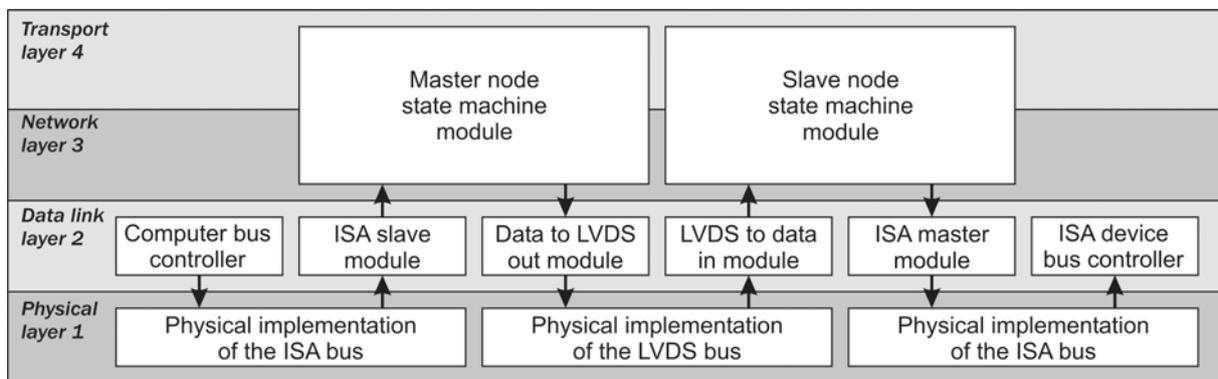 Transport
layer 4
Master node
state machine
module
Slave node
state machine
module
Network
layer 3
Data link
layer 2
Computer bus
controller
ISA slave
module
Data to LVDS
out module
LVDS to data
in module
ISA master
module
ISA device
bus controller
Physical
layer 1
Physical implementation
of the ISA bus
Physical implementation
of the LVDS bus
Physical implementation
of the ISA bus